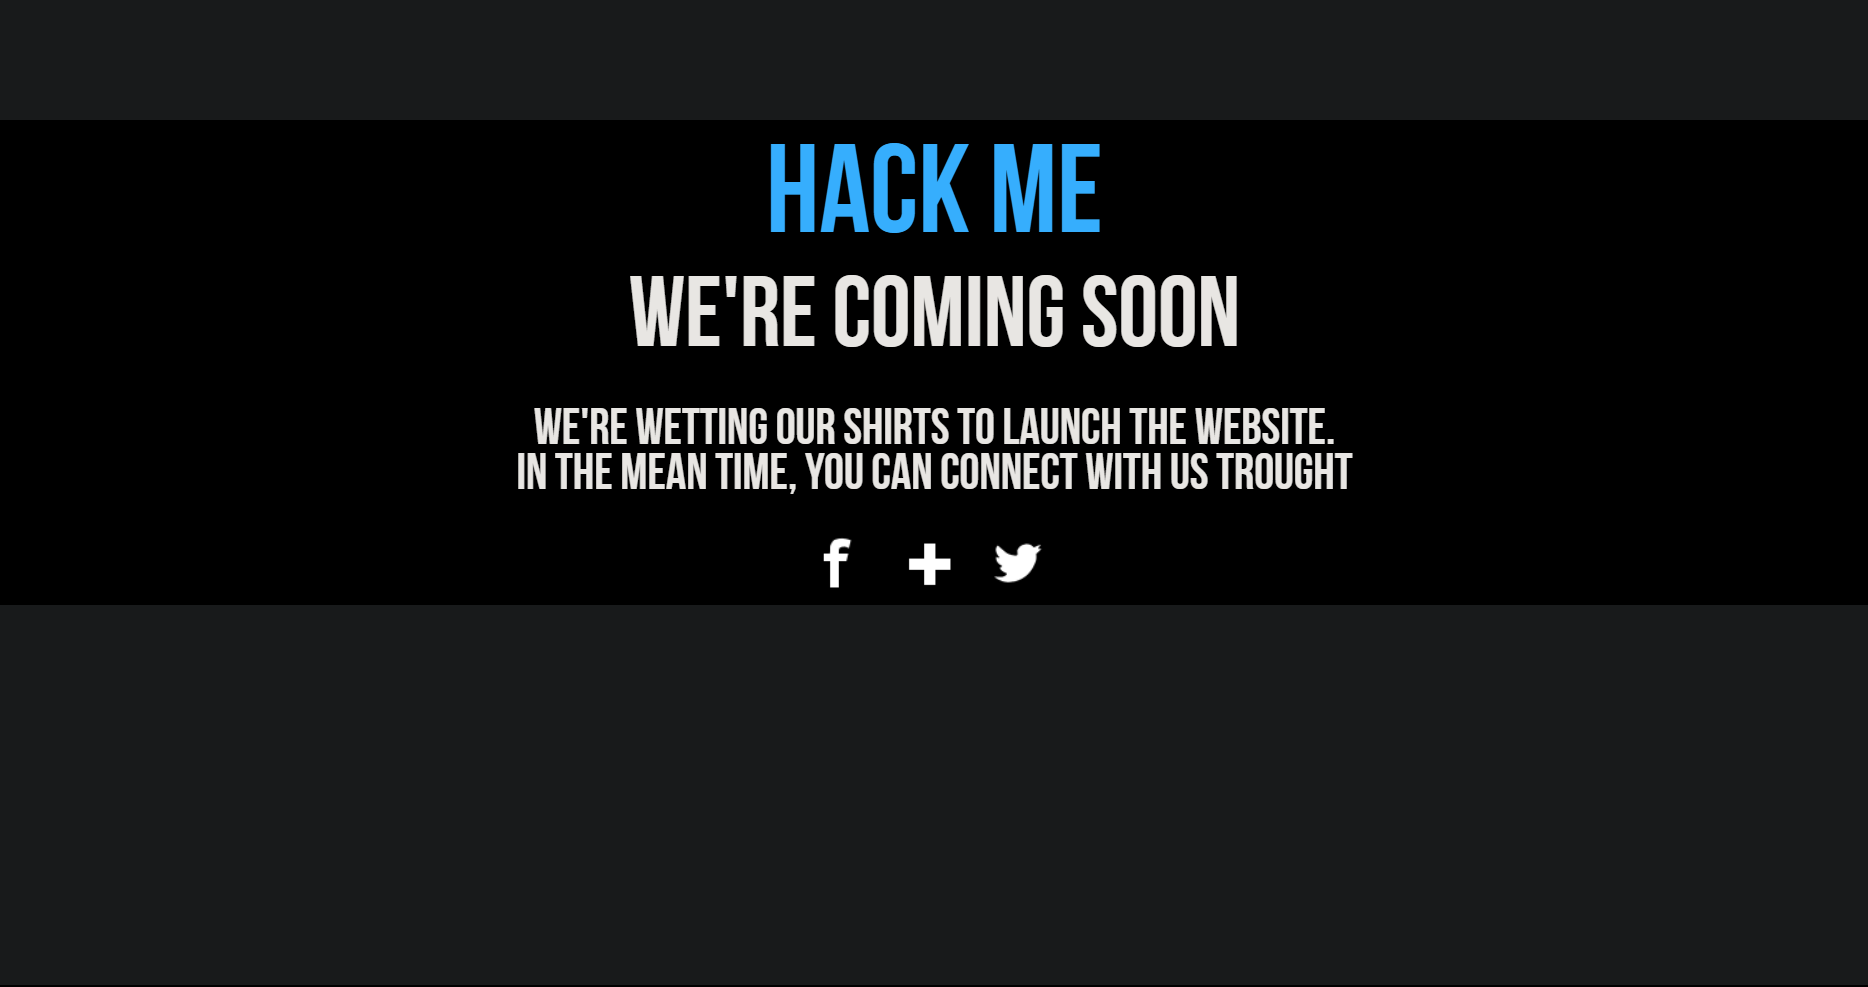 HACK ME
WE'RE COMING SOON
WE'RE WETTING OUR SHIRTS TO LAUNCH THE WEBSITE.
IN THE MEAN TIME, YOU CAN CONNECT WITH US TROUGHT